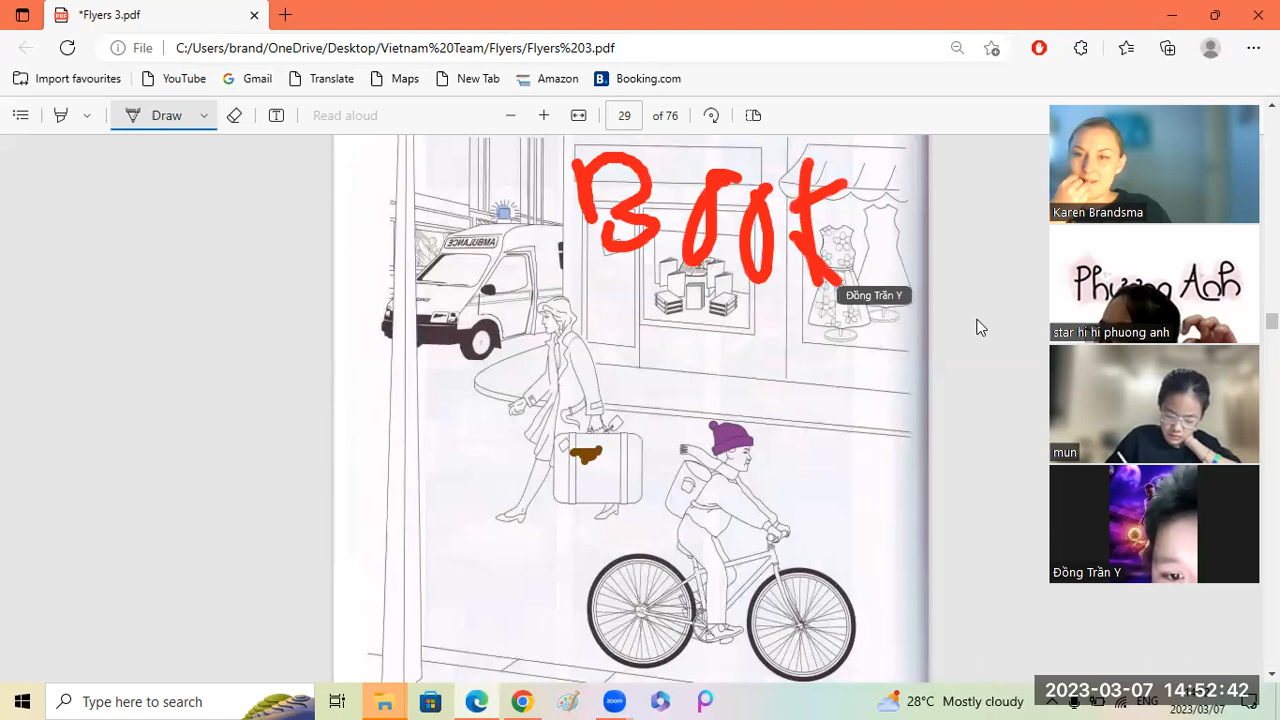 *Flyers 3.pdf
File C:/Users/brand/OneDrive/Desktop/Vietnam%20Team/Flyers/Flyers%203.pdf
Import favourites YouTube Gmail Translate Maps New Tab Amazon Booking.com
Draw Read aloud 29 of 76
Book
AMBULANCE
Đồng Trần Y
Karen Brandsma
Phương Anh
star hi hi phuong anh
mun
Đồng Trần Y
Type here to search
28°C Mostly cloudy
ENG
2023-03-07 14:52:42
2023/03/07